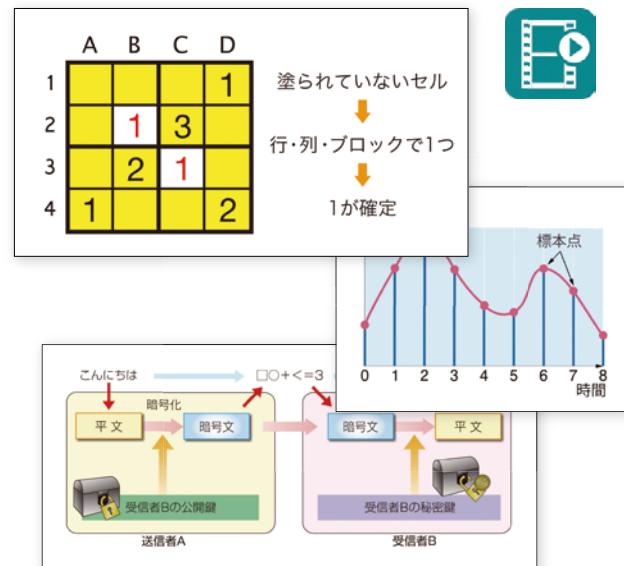 A B C D
1 1
2 1 3
3 2 1
4 1 2
塗られていないセル
行・列・ブロックで1つ
1が確定
標本点
0 1 2 3 4 5 6 7 8
時間
こんにちは □○+<=3
暗号化
平文 暗号文 暗号文 平文
1
受信者Bの公開鍵 受信者Bの秘密鍵
送信者A 受信者B